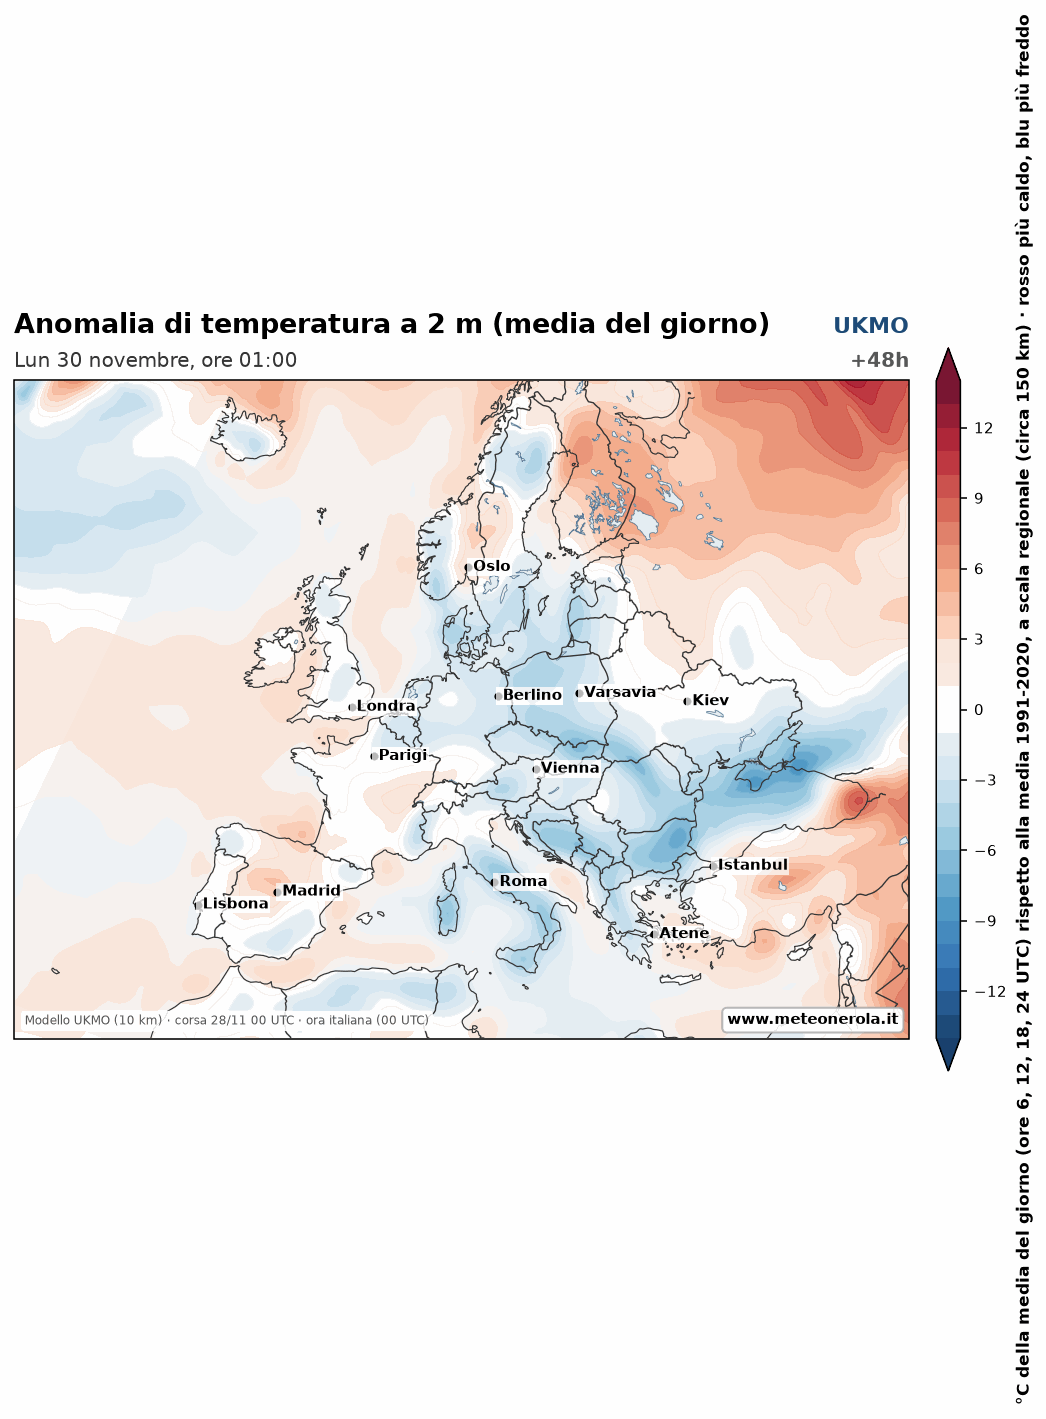 Anomalia di temperatura a 2 m (media del giorno)
UKMO
Lun 30 novembre, ore 01:00
+48h
Oslo
Londra
Berlino
Varsavia
Kiev
Parigi
Vienna
Madrid
Lisbona
Roma
Istanbul
Atene
Modello UKMO (10 km) · corsa 28/11 00 UTC · ora italiana (00 UTC)
www.meteonerola.it
12
9
6
3
0
−3
−6
−9
−12
°C della media del giorno (ore 6, 12, 18, 24 UTC) rispetto alla media 1991-2020, a scala regionale (circa 150 km) · rosso più caldo, blu più freddo